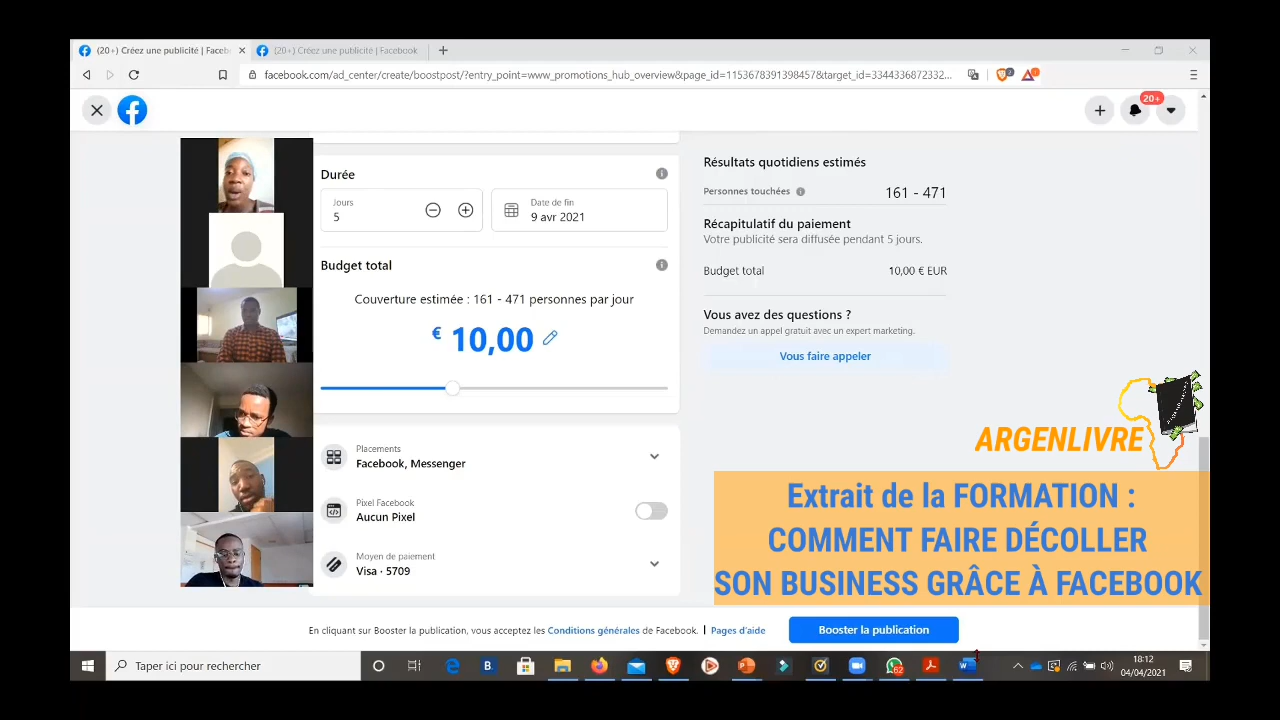 (20+) Créez une publicité | Faceb
(20+) Créez une publicité | Facebook
facebook.com/ad_center/create/boostpost/?entry_point=www_promotions_hub_overview&page_id=1153678391398457&target_id=3344336872332...
2
20+
Durée
Jours
5
Date de fin
9 avr 2021
Budget total
Couverture estimée : 161 - 471 personnes par jour
€ 10,00
Placements
Facebook, Messenger
Pixel Facebook
Aucun Pixel
Moyen de paiement
Visa · 5709
Résultats quotidiens estimés
Personnes touchées
161 - 471
Récapitulatif du paiement
Votre publicité sera diffusée pendant 5 jours.
Budget total
10,00 € EUR
Vous avez des questions ?
Demandez un appel gratuit avec un expert marketing.
Vous faire appeler
ARGENLIVRE
Extrait de la FORMATION :
COMMENT FAIRE DÉCOLLER
SON BUSINESS GRÂCE À FACEBOOK
En cliquant sur Booster la publication, vous acceptez les Conditions générales de Facebook. | Pages d'aide
Booster la publication
Taper ici pour rechercher
B.
62
18:12
04/04/2021